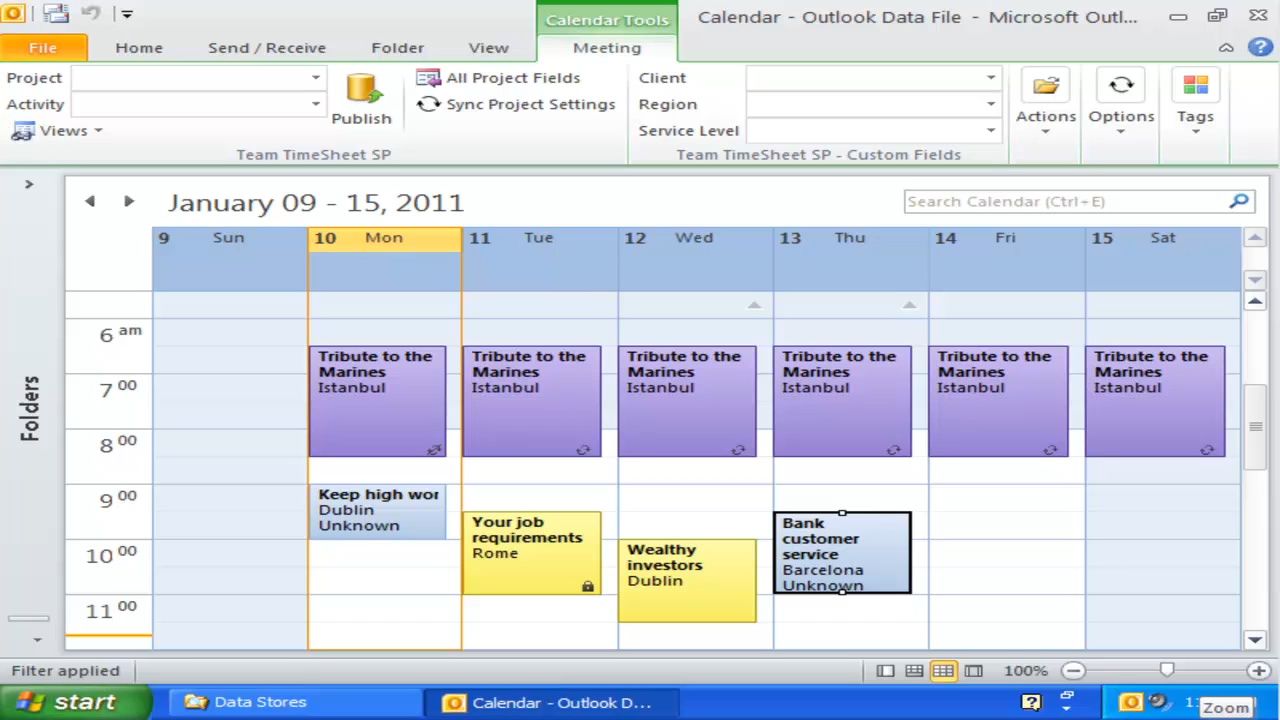 Calendar Tools
Calendar - Outlook Data File - Microsoft Outl...
File
Home
Send / Receive
Folder
View
Meeting
Project
Activity
Views
Publish
All Project Fields
Sync Project Settings
Team TimeSheet SP
Client
Region
Service Level
Team TimeSheet SP - Custom Fields
Actions
Options
Tags
January 09 - 15, 2011
Search Calendar (Ctrl+E)
9 Sun
10 Mon
11 Tue
12 Wed
13 Thu
14 Fri
15 Sat
Folders
6 am
7 00
8 00
9 00
10 00
11 00
Tribute to the
Marines
Istanbul
Tribute to the
Marines
Istanbul
Tribute to the
Marines
Istanbul
Tribute to the
Marines
Istanbul
Tribute to the
Marines
Istanbul
Tribute to the
Marines
Istanbul
Keep high wor
Dublin
Unknown
Your job
requirements
Rome
Wealthy
investors
Dublin
Bank
customer
service
Barcelona
Unknown
Filter applied
100%
start
Data Stores
Calendar - Outlook D...
Zoom